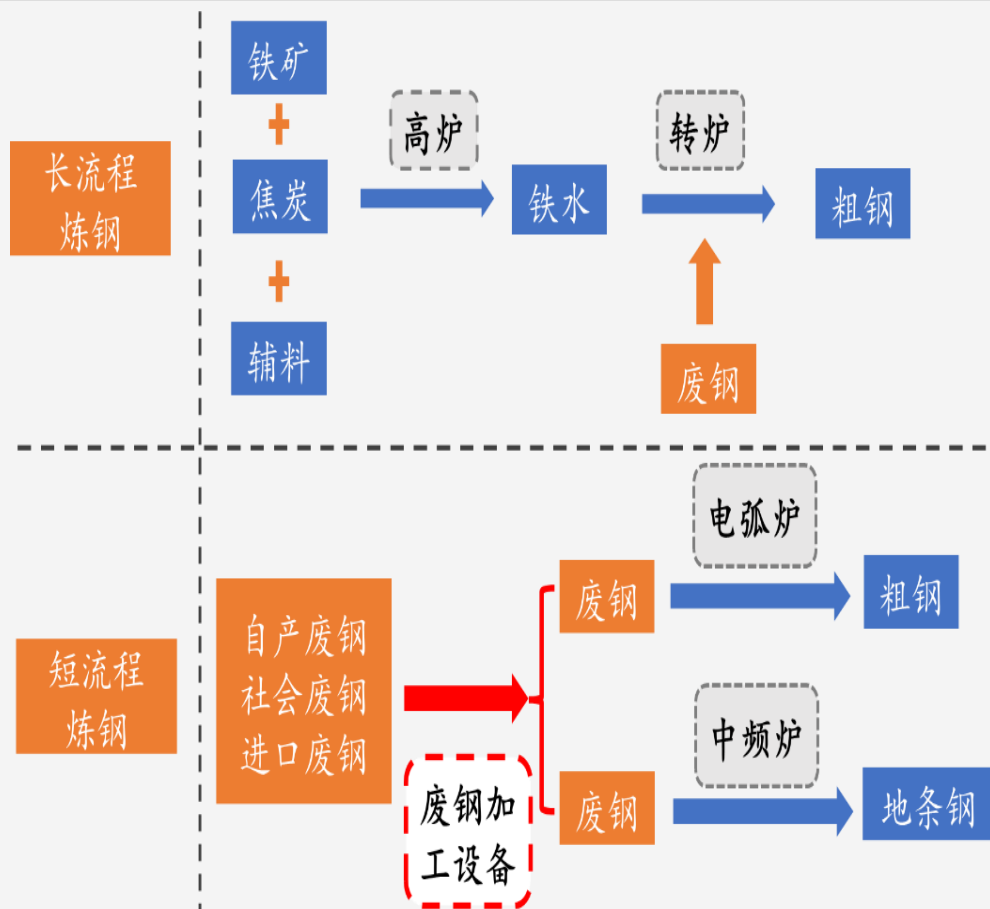 长流程
炼钢
铁矿
+
焦炭
+
辅料
高炉
铁水
转炉
废钢
粗钢
短流程
炼钢
自产废钢
社会废钢
进口废钢
废钢加
工设备
废钢
电弧炉
粗钢
废钢
中频炉
地条钢